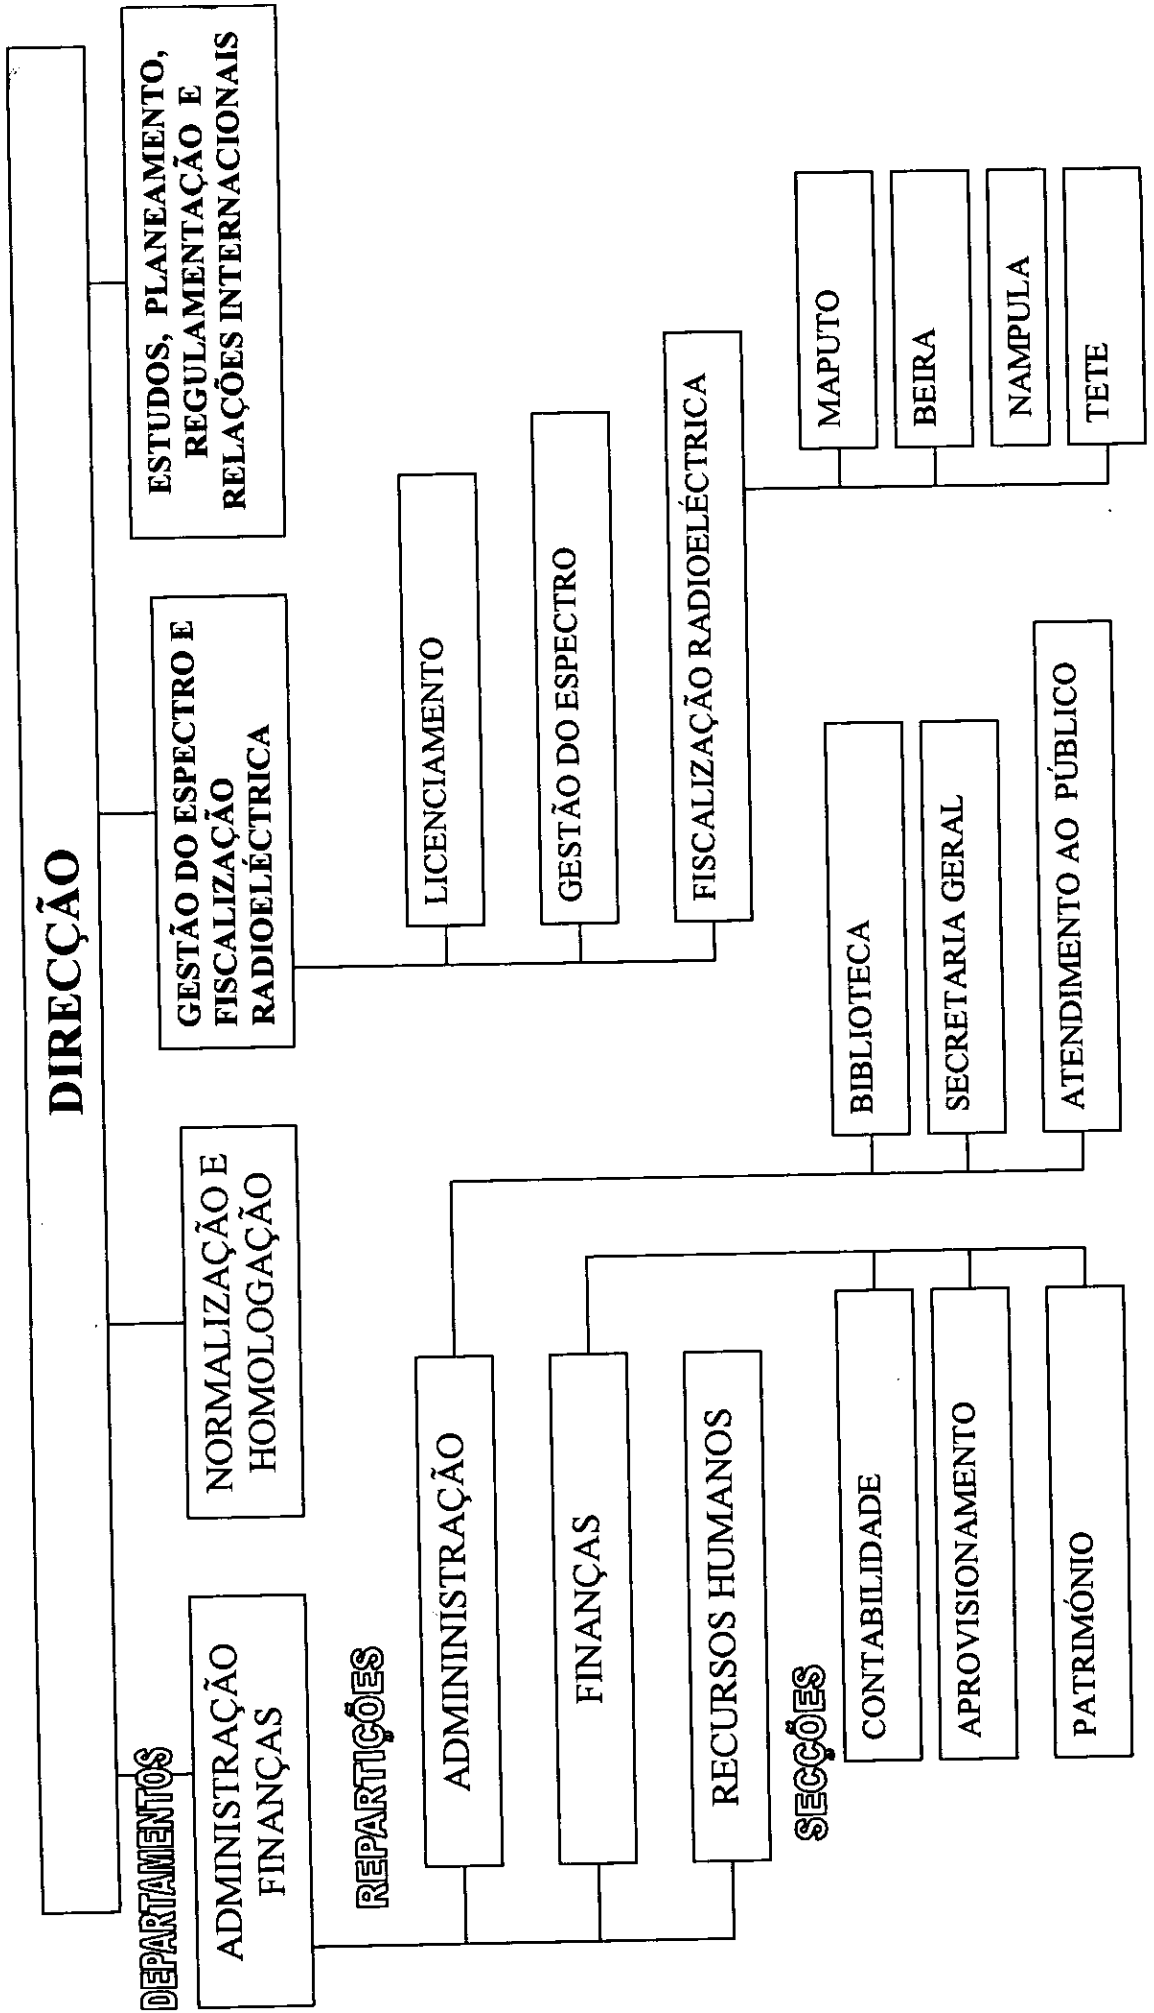 DIRECÇÃO
DEPARTAMENTOS
ADMINISTRAÇÃO
FINANÇAS
NORMALIZAÇÃO E
HOMOLOGAÇÃO
GESTÃO DO ESPECTRO E
FISCALIZAÇÃO
RADIOELÉCTRICA
ESTUDOS, PLANEAMENTO,
REGULAMENTAÇÃO E
RELAÇÕES INTERNACIONAIS
REPARTIÇÕES
ADMININISTRAÇÃO
FINANÇAS
RECURSOS HUMANOS
LICENCIAMENTO
GESTÃO DO ESPECTRO
FISCALIZAÇÃO RADIOELÉCTRICA
SECÇÕES
CONTABILIDADE
APROVISIONAMENTO
PATRIMÓNIO
BIBLIOTECA
SECRETARIA GERAL
ATENDIMENTO AO PÚBLICO
MAPUTO
BEIRA
NAMPULA
TETE